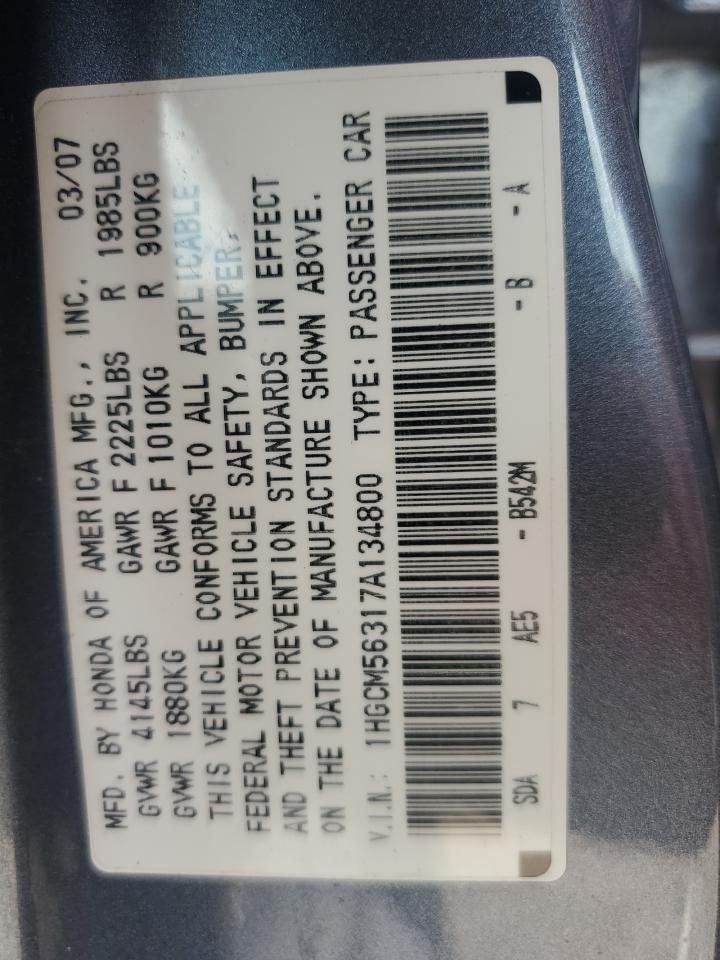 MFD. BY HONDA OF AMERICA MFG., INC. 03/07
GVWR 4145LBS GAWR F 2225LBS R 1985LBS
GVWR 1880KG GAWR F 1010KG R 900KG
THIS VEHICLE CONFORMS TO ALL APPLICABLE
FEDERAL MOTOR VEHICLE SAFETY, BUMPER,
AND THEFT PREVENTION STANDARDS IN EFFECT
ON THE DATE OF MANUFACTURE SHOWN ABOVE.
V.I.N.: 1HGCM56317A134800 TYPE: PASSENGER CAR
SDA 7 AE5 - B542M - B - A